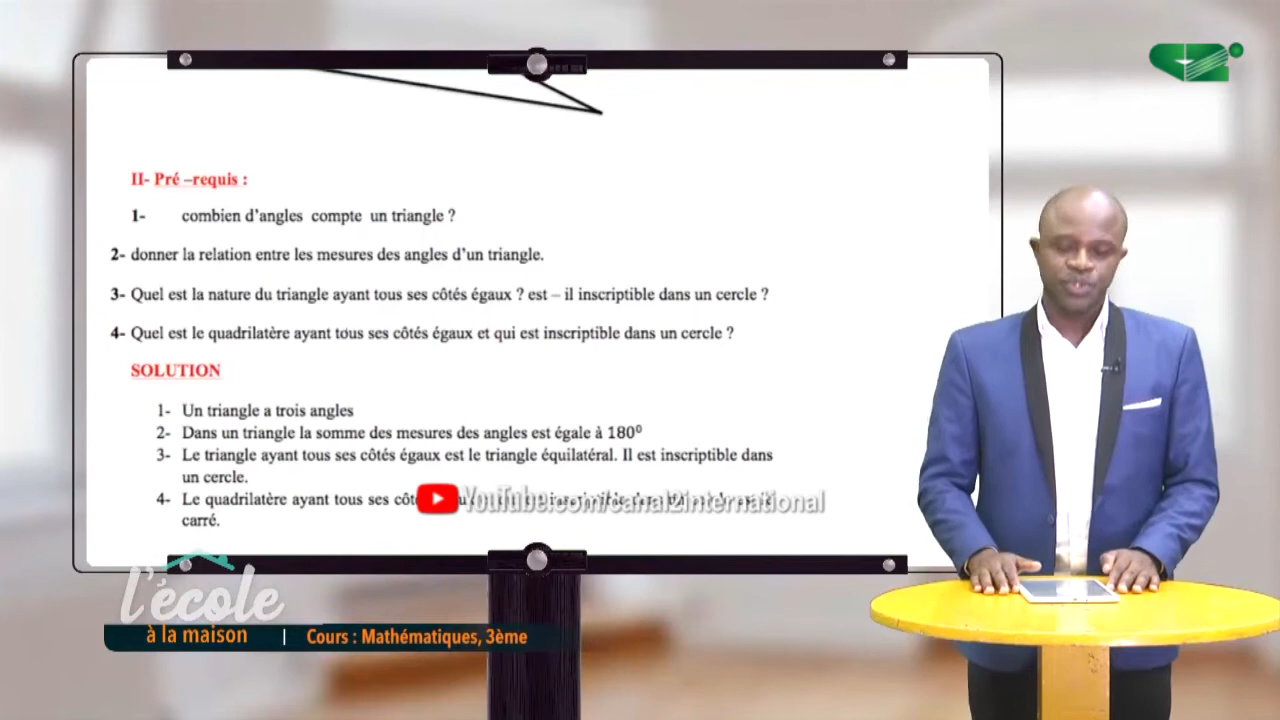 II- Pré –requis :
1- combien d’angles compte un triangle ?
2- donner la relation entre les mesures des angles d’un triangle.
3- Quel est la nature du triangle ayant tous ses côtés égaux ? est – il inscriptible dans un cercle ?
4- Quel est le quadrilatère ayant tous ses côtés égaux et qui est inscriptible dans un cercle ?
SOLUTION
1- Un triangle a trois angles
2- Dans un triangle la somme des mesures des angles est égale à 180⁰
3- Le triangle ayant tous ses côtés égaux est le triangle équilatéral. Il est inscriptible dans
un cercle.
4- Le quadrilatère ayant tous ses
YouTube.com/canal2international
carré.
l’école
à la maison | Cours : Mathématiques, 3ème